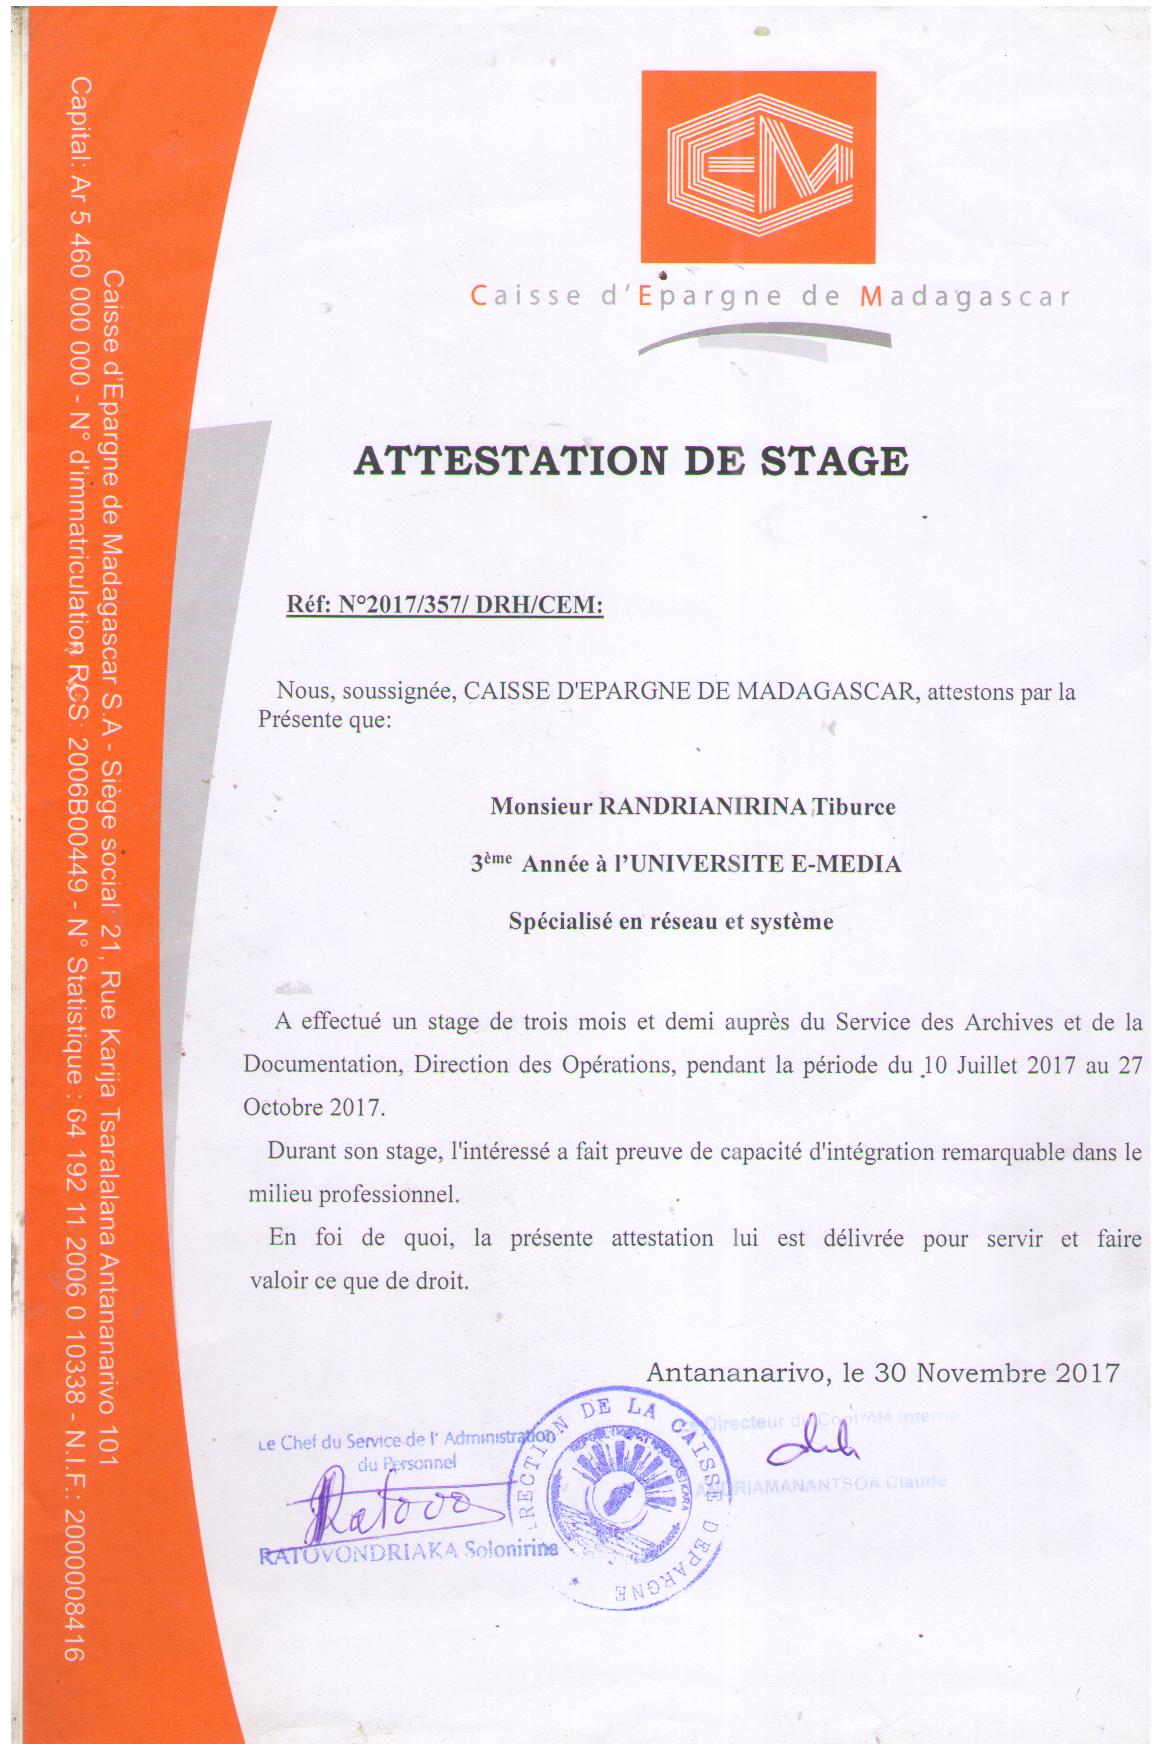 CEM
Caisse d'Epargne de Madagascar
ATTESTATION DE STAGE
Réf: N°2017/357/ DRH/CEM:
Nous, soussignée, CAISSE D'EPARGNE DE MADAGASCAR, attestons par la
Présente que:
Monsieur RANDRIANIRINA Tiburce
3ème Année à l'UNIVERSITE E-MEDIA
Spécialisé en réseau et système
A effectué un stage de trois mois et demi auprès du Service des Archives et de la
Documentation, Direction des Opérations, pendant la période du 10 Juillet 2017 au 27
Octobre 2017.
Durant son stage, l'intéressé a fait preuve de capacité d'intégration remarquable dans le
milieu professionnel.
En foi de quoi, la présente attestation lui est délivrée pour servir et faire
valoir ce que de droit.
Antananarivo, le 30 Novembre 2017
Le Chef du Service de l' Administration
du Personnel
Ratovo
RATOVONDRIAKA Solonirina
DIRECTION DE LA CAISSE D'EPARGNE
Directeur du Contrôle Interne
ANDRIAMANANTSOA Claude
Caisse d'Epargne de Madagascar S.A - Siège social: 21, Rue Karija Tsaralalana Antananarivo 101
Capital: Ar 5 460 000 000 - N° d'immatriculation RCS: 2006B00449 - N° Statistique : 64 192 11 2006 0 10338 - N.I.F.: 2000008416